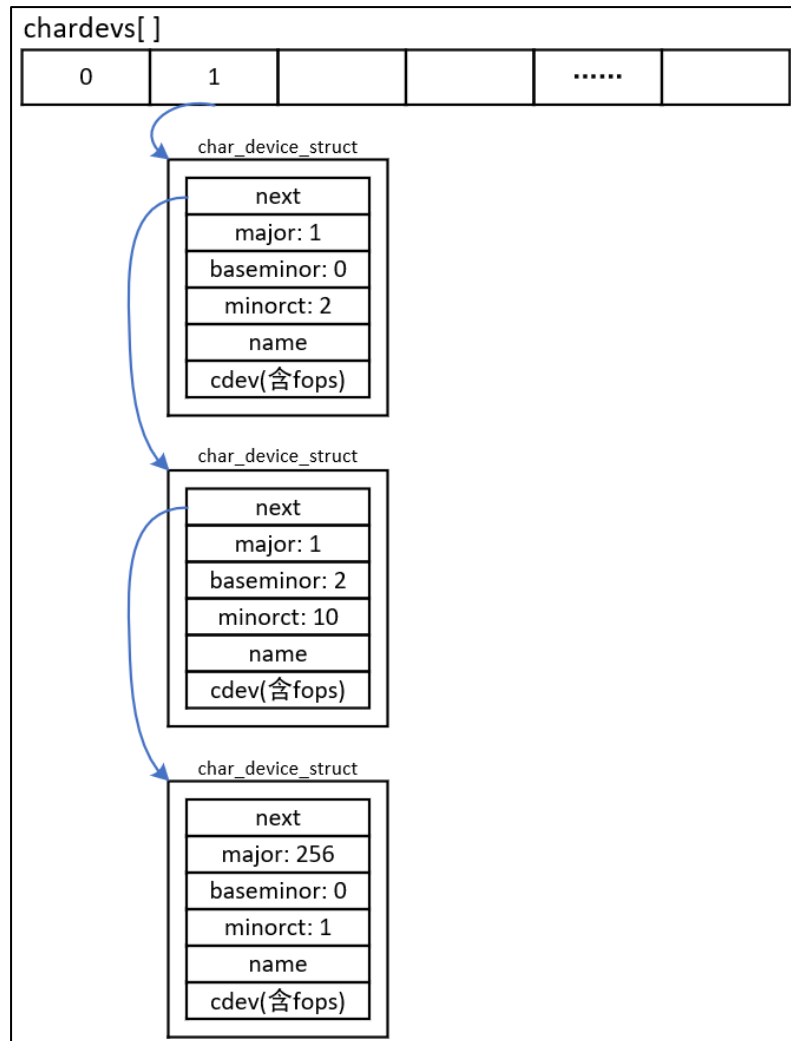 chardevs[ ]
0 1 ......
char_device_struct
next
major: 1
baseminor: 0
minorct: 2
name
cdev(含fops)
char_device_struct
next
major: 1
baseminor: 2
minorct: 10
name
cdev(含fops)
char_device_struct
next
major: 256
baseminor: 0
minorct: 1
name
cdev(含fops)